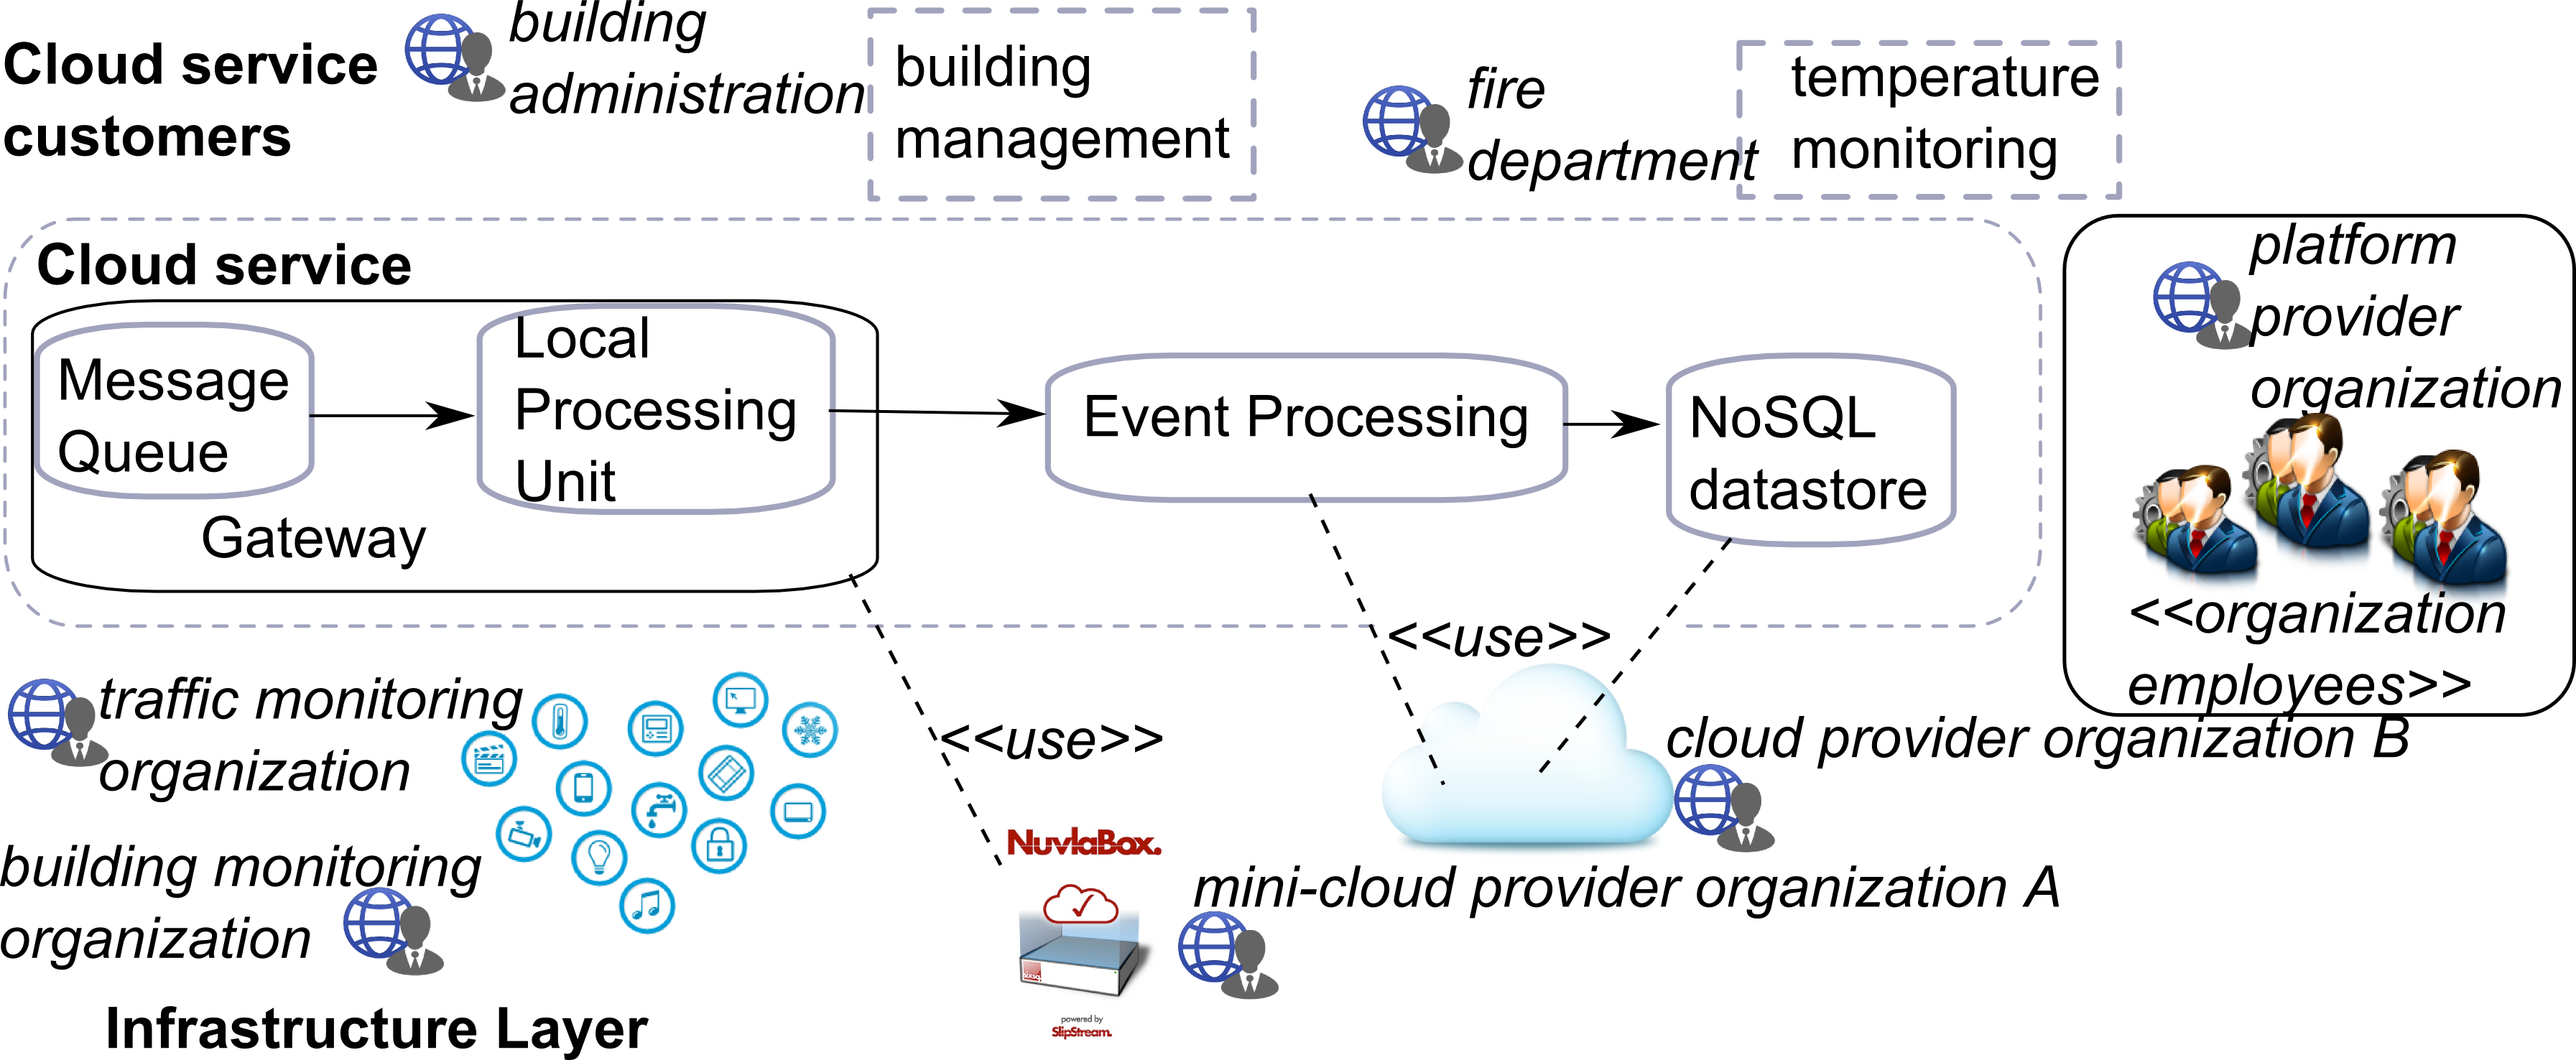 Cloud service
customers
building
administration
building
management
fire
department
temperature
monitoring
Cloud service
Message
Queue
Local
Processing
Unit
Gateway
Event Processing
NoSQL
datastore
platform
provider
organization
<<organization
employees>>
<<use>>
<<use>>
traffic monitoring
organization
building monitoring
organization
cloud provider organization B
NuvlaBox.
mini-cloud provider organization A
sixsq.
powered by
SlipStream.
Infrastructure Layer